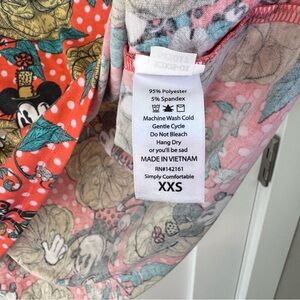 95% Polyester
5% Spandex
Machine Wash Cold
Gentle Cycle
Do Not Bleach
Hang Dry
or you'll be sad
MADE IN VIETNAM
RN#142161
Simply Comfortable
XXS